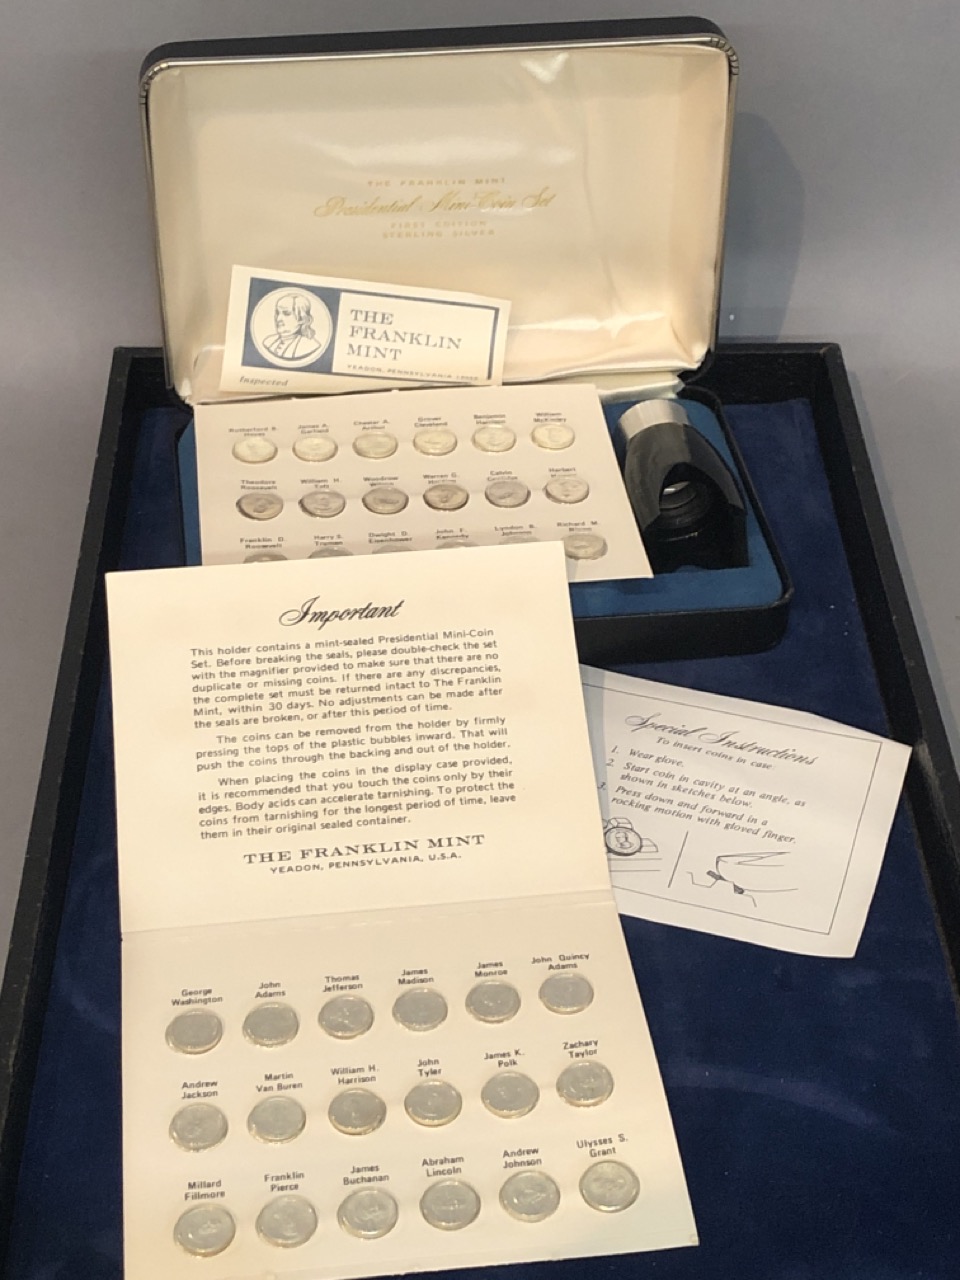 THE FRANKLIN MINT
Presidential Mini-Coin Set
FIRST EDITION
STERLING SILVER
THE
FRANKLIN
MINT
YEADON, PENNSYLVANIA
Inspected
Rutherford B.
Hayes
James A.
Garfield
Chester A.
Arthur
Grover
Cleveland
Benjamin
Harrison
William
McKinley
Theodore
Roosevelt
William H.
Taft
Woodrow
Wilson
Warren G.
Harding
Calvin
Coolidge
Herbert
Franklin D.
Roosevelt
Harry S.
Truman
Dwight D.
Eisenhower
John F.
Kennedy
Lyndon B.
Johnson
Richard M.
Nixon
Important
This holder contains a mint-sealed Presidential Mini-Coin
Set. Before breaking the seals, please double-check the set
with the magnifier provided to make sure that there are no
duplicate or missing coins. If there are any discrepancies,
the complete set must be returned intact to The Franklin
Mint, within 30 days. No adjustments can be made after
the seals are broken, or after this period of time.
The coins can be removed from the holder by firmly
pressing the tops of the plastic bubbles inward. That will
push the coins through the backing and out of the holder.
When placing the coins in the display case provided,
it is recommended that you touch the coins only by their
edges. Body acids can accelerate tarnishing. To protect the
coins from tarnishing for the longest period of time, leave
them in their original sealed container.
THE FRANKLIN MINT
YEADON, PENNSYLVANIA, U.S.A.
Special Instructions
To insert coins in case.
1. Wear glove.
2. Start coin in cavity at an angle, as
shown in sketches below.
3. Press down and forward in a
rocking motion with gloved finger.
George
Washington
John
Adams
Thomas
Jefferson
James
Madison
James
Monroe
John Quincy
Adams
Andrew
Jackson
Martin
Van Buren
William H.
Harrison
John
Tyler
James K.
Polk
Zachary
Taylor
Millard
Fillmore
Franklin
Pierce
James
Buchanan
Abraham
Lincoln
Andrew
Johnson
Ulysses S.
Grant